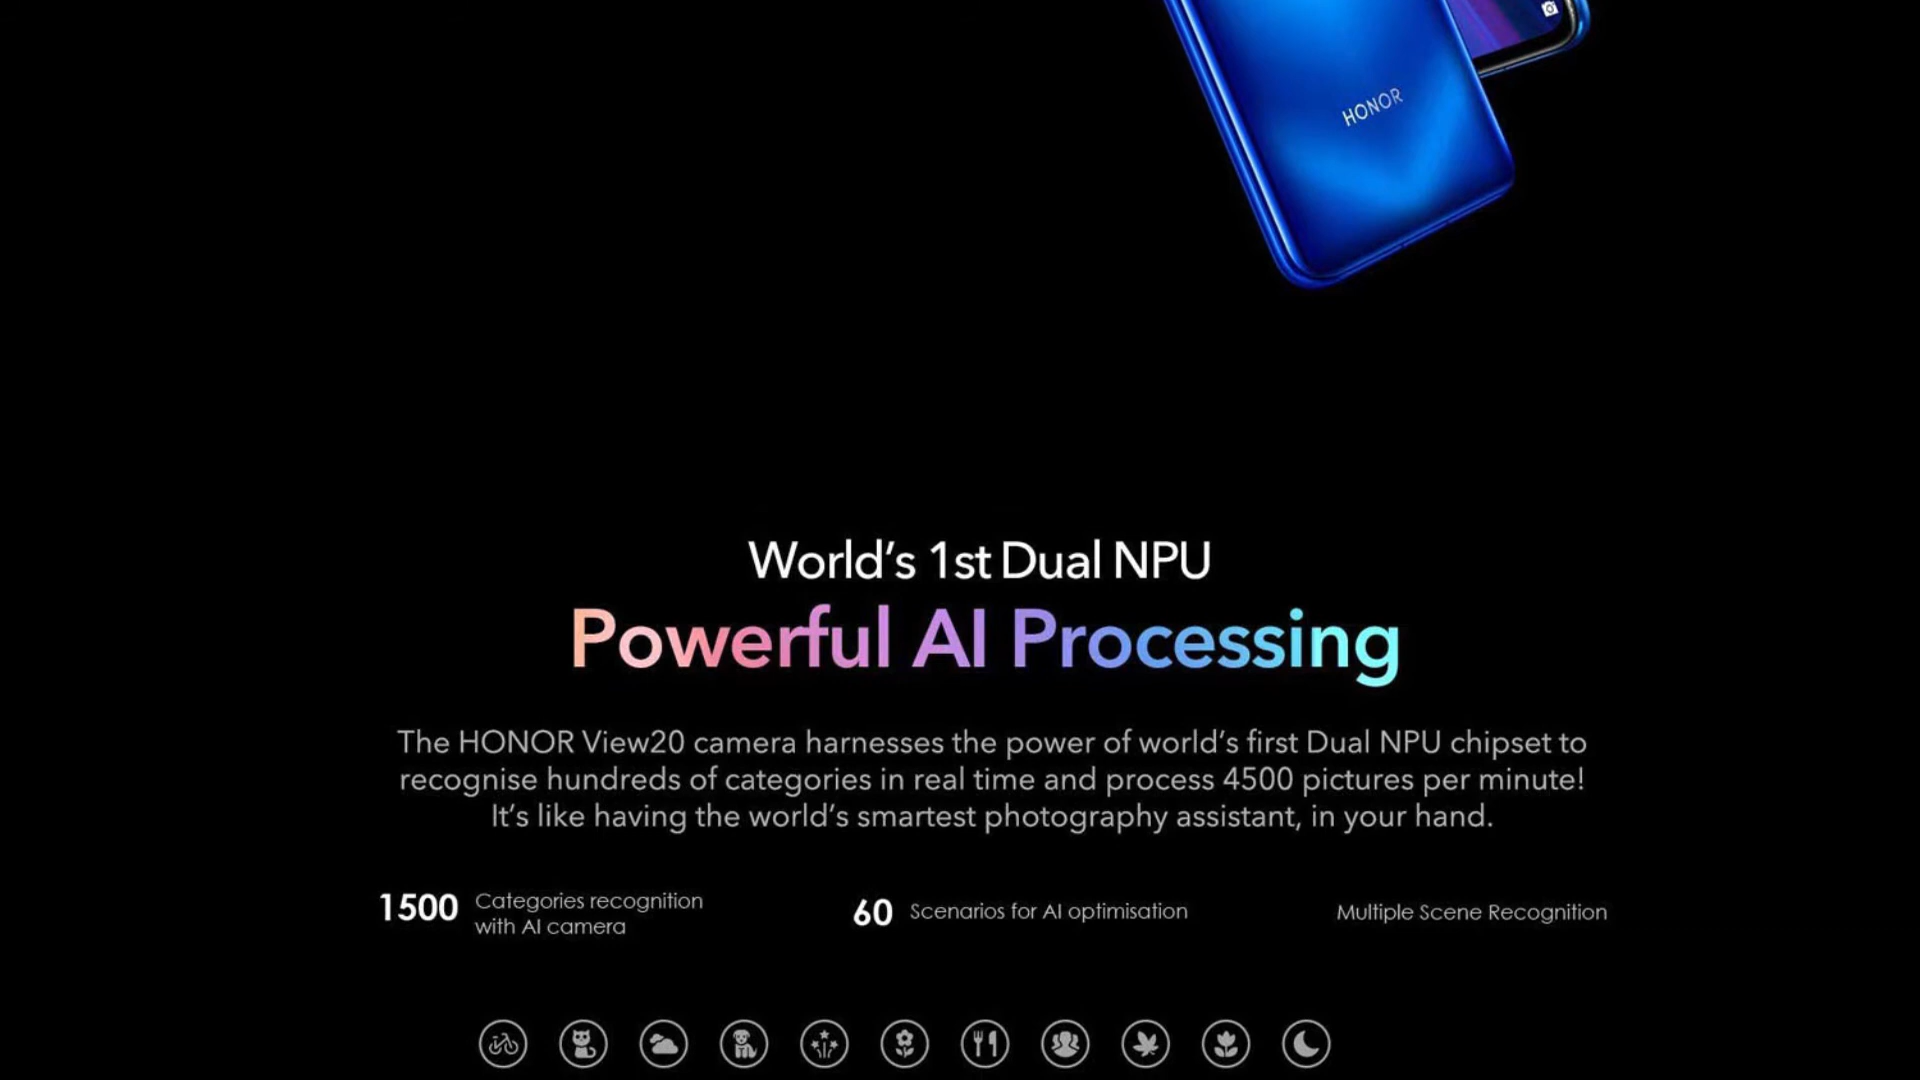 HONOR
World's 1st Dual NPU
Powerful AI Processing
The HONOR View20 camera harnesses the power of world's first Dual NPU chipset to
recognise hundreds of categories in real time and process 4500 pictures per minute!
It's like having the world's smartest photography assistant, in your hand.
1500 Categories recognition
with AI camera
60 Scenarios for AI optimisation
Multiple Scene Recognition